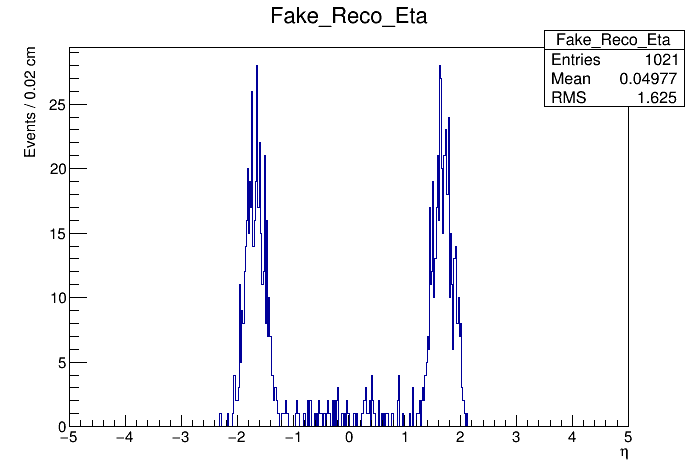 Fake_Reco_Eta
Fake_Reco_Eta
Entries 1021
Mean 0.04977
RMS 1.625
Events / 0.02 cm
25
20
15
10
5
0
−5 −4 −3 −2 −1 0 1 2 3 4 5
η